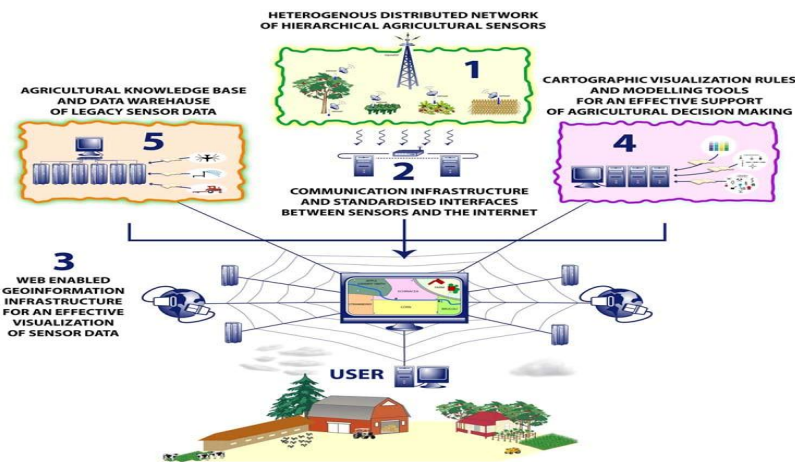 HETEROGENOUS DISTRIBUTED NETWORK
OF HIERARCHICAL AGRICULTURAL SENSORS
1
AGRICULTURAL KNOWLEDGE BASE
AND DATA WAREHAUSE
OF LEGACY SENSOR DATA
5
CARTOGRAPHIC VISUALIZATION RULES
AND MODELLING TOOLS
FOR AN EFFECTIVE SUPPORT
OF AGRICULTURAL DECISION MAKING
4
2
COMMUNICATION INFRASTRUCTURE
AND STANDARDISED INTERFACES
BETWEEN SENSORS AND THE INTERNET
3
WEB ENABLED
GEOINFORMATION
INFRASTRUCTURE
FOR AN EFFECTIVE
VISUALIZATION
OF SENSOR DATA
USER